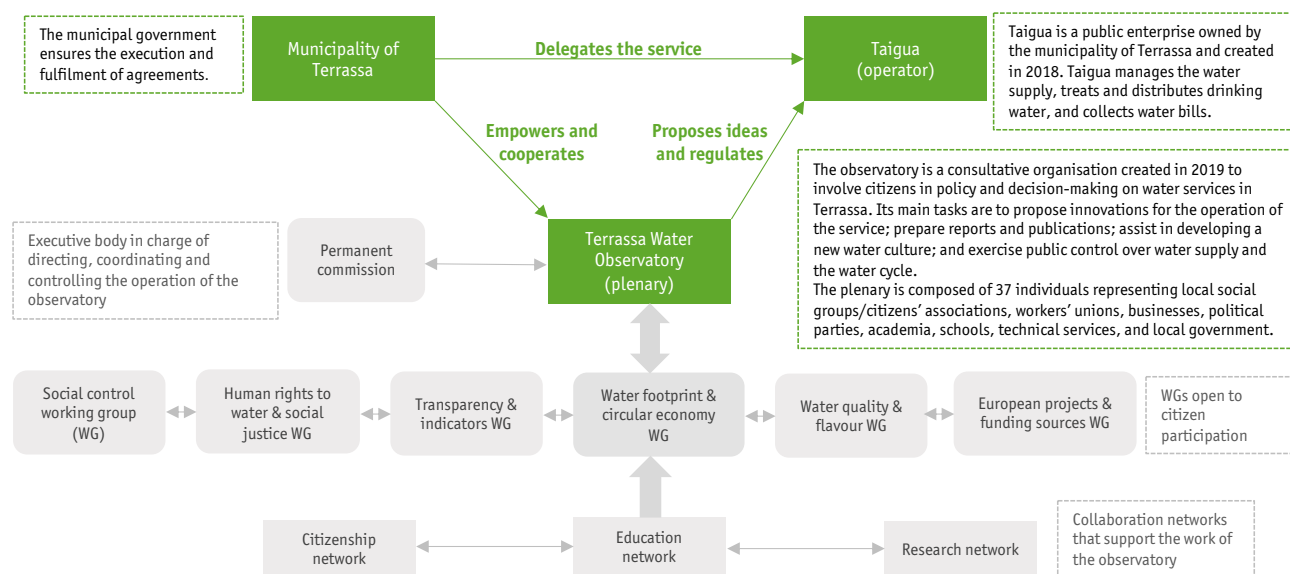 The municipal government
ensures the execution and
fulfilment of agreements.
Municipality of
Terrassa
Delegates the service
Taigua
(operator)
Taigua is a public enterprise owned by
the municipality of Terrassa and created
in 2018. Taigua manages the water
supply, treats and distributes drinking
water, and collects water bills.
Empowers and
cooperates
Proposes ideas
and regulates
The observatory is a consultative organisation created in 2019 to
involve citizens in policy and decision-making on water services in
Terrassa. Its main tasks are to propose innovations for the operation of
the service; prepare reports and publications; assist in developing a
new water culture; and exercise public control over water supply and
the water cycle.
The plenary is composed of 37 individuals representing local social
groups/citizens’ associations, workers’ unions, businesses, political
parties, academia, schools, technical services, and local government.
Executive body in charge of
directing, coordinating and
controlling the operation of the
observatory
Permanent
commission
Terrassa Water
Observatory
(plenary)
Social control
working group
(WG)
Human rights to
water & social
justice WG
Transparency &
indicators WG
Water footprint &
circular economy
WG
Water quality &
flavour WG
European projects &
funding sources WG
WGs open to
citizen
participation
Citizenship
network
Education
network
Research network
Collaboration networks
that support the work of
the observatory